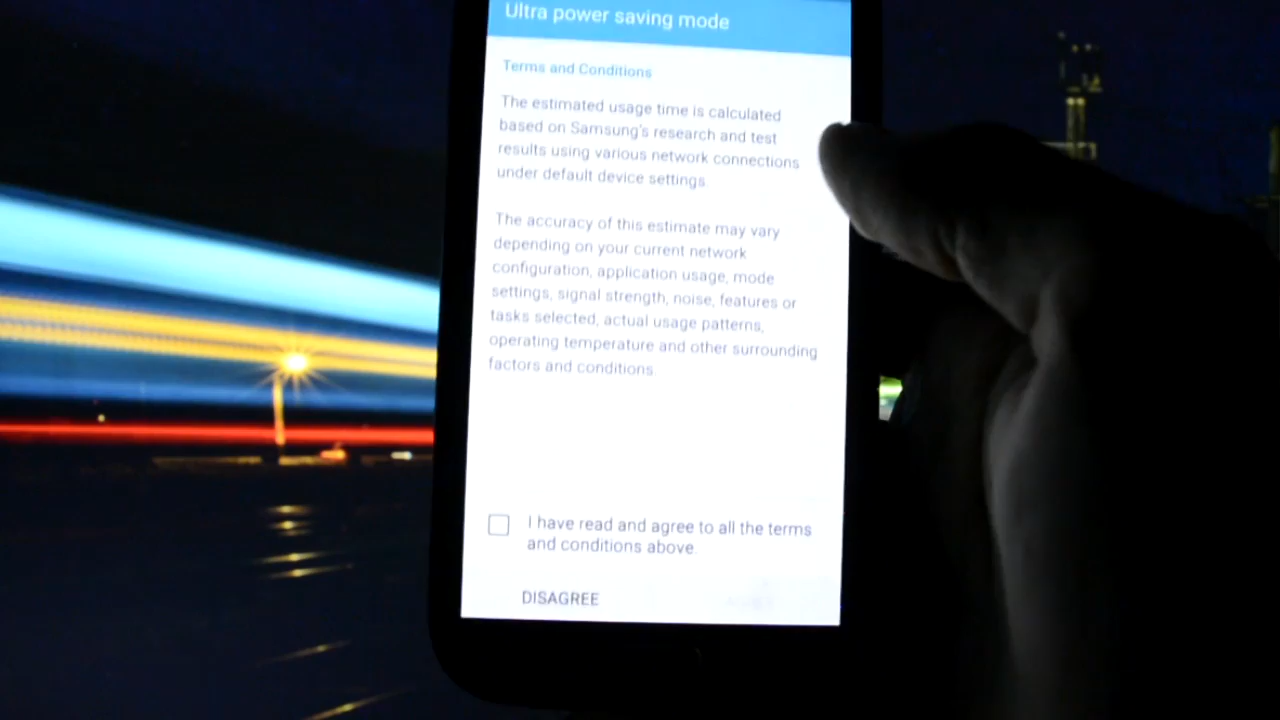 Ultra power saving mode
Terms and Conditions
The estimated usage time is calculated
based on Samsung's research and test
results using various network connections
under default device settings.
The accuracy of this estimate may vary
depending on your current network
configuration, application usage, mode
settings, signal strength, noise, features or
tasks selected, actual usage patterns,
operating temperature and other surrounding
factors and conditions.
I have read and agree to all the terms
and conditions above.
DISAGREE